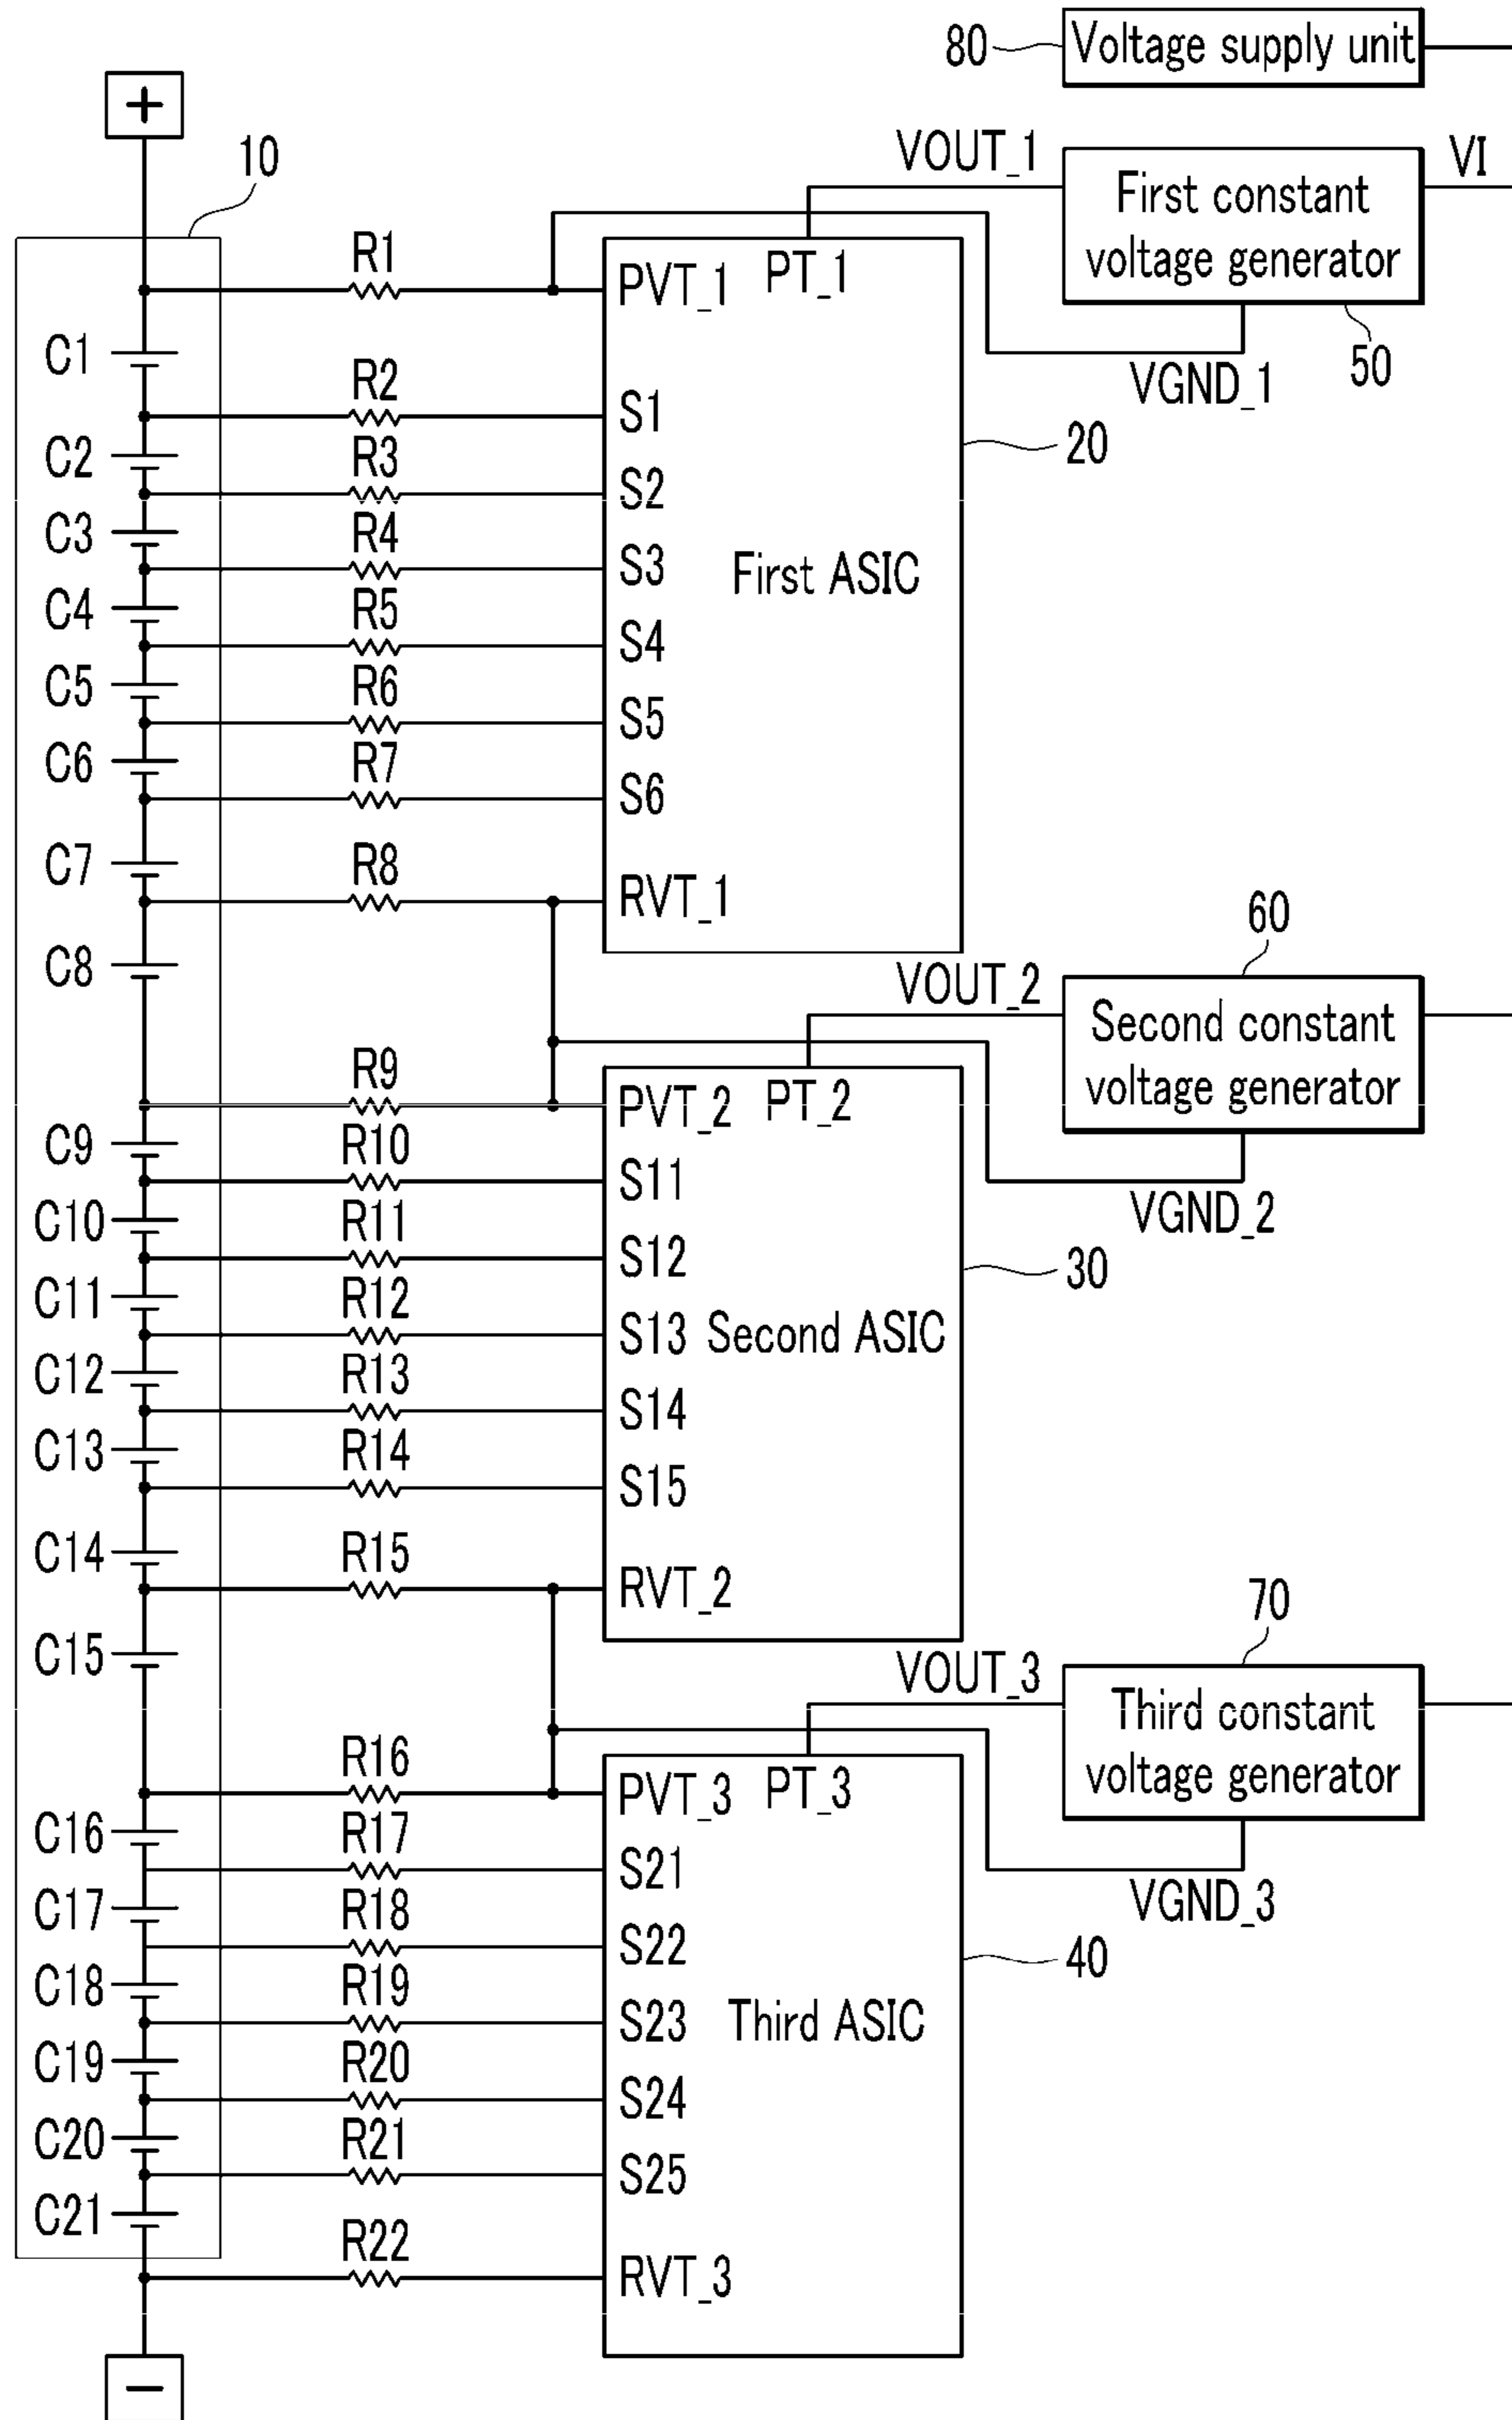 80
Voltage supply unit
+
10
VOUT_1
First constant
voltage generator
VI
50
VGND_1
R1
PVT_1
PT_1
C1
R2
S1
20
C2
R3
S2
C3
R4
S3
First ASIC
C4
R5
S4
C5
R6
S5
C6
R7
S6
C7
R8
RVT_1
C8
60
VOUT_2
Second constant
voltage generator
VGND_2
R9
PVT_2
PT_2
C9
R10
S11
C10
R11
S12
30
C11
R12
S13
Second ASIC
C12
R13
S14
C13
R14
S15
C14
R15
RVT_2
C15
70
VOUT_3
Third constant
voltage generator
VGND_3
R16
PVT_3
PT_3
C16
R17
S21
C17
R18
S22
40
C18
R19
S23
Third ASIC
C19
R20
S24
C20
R21
S25
C21
R22
RVT_3
−